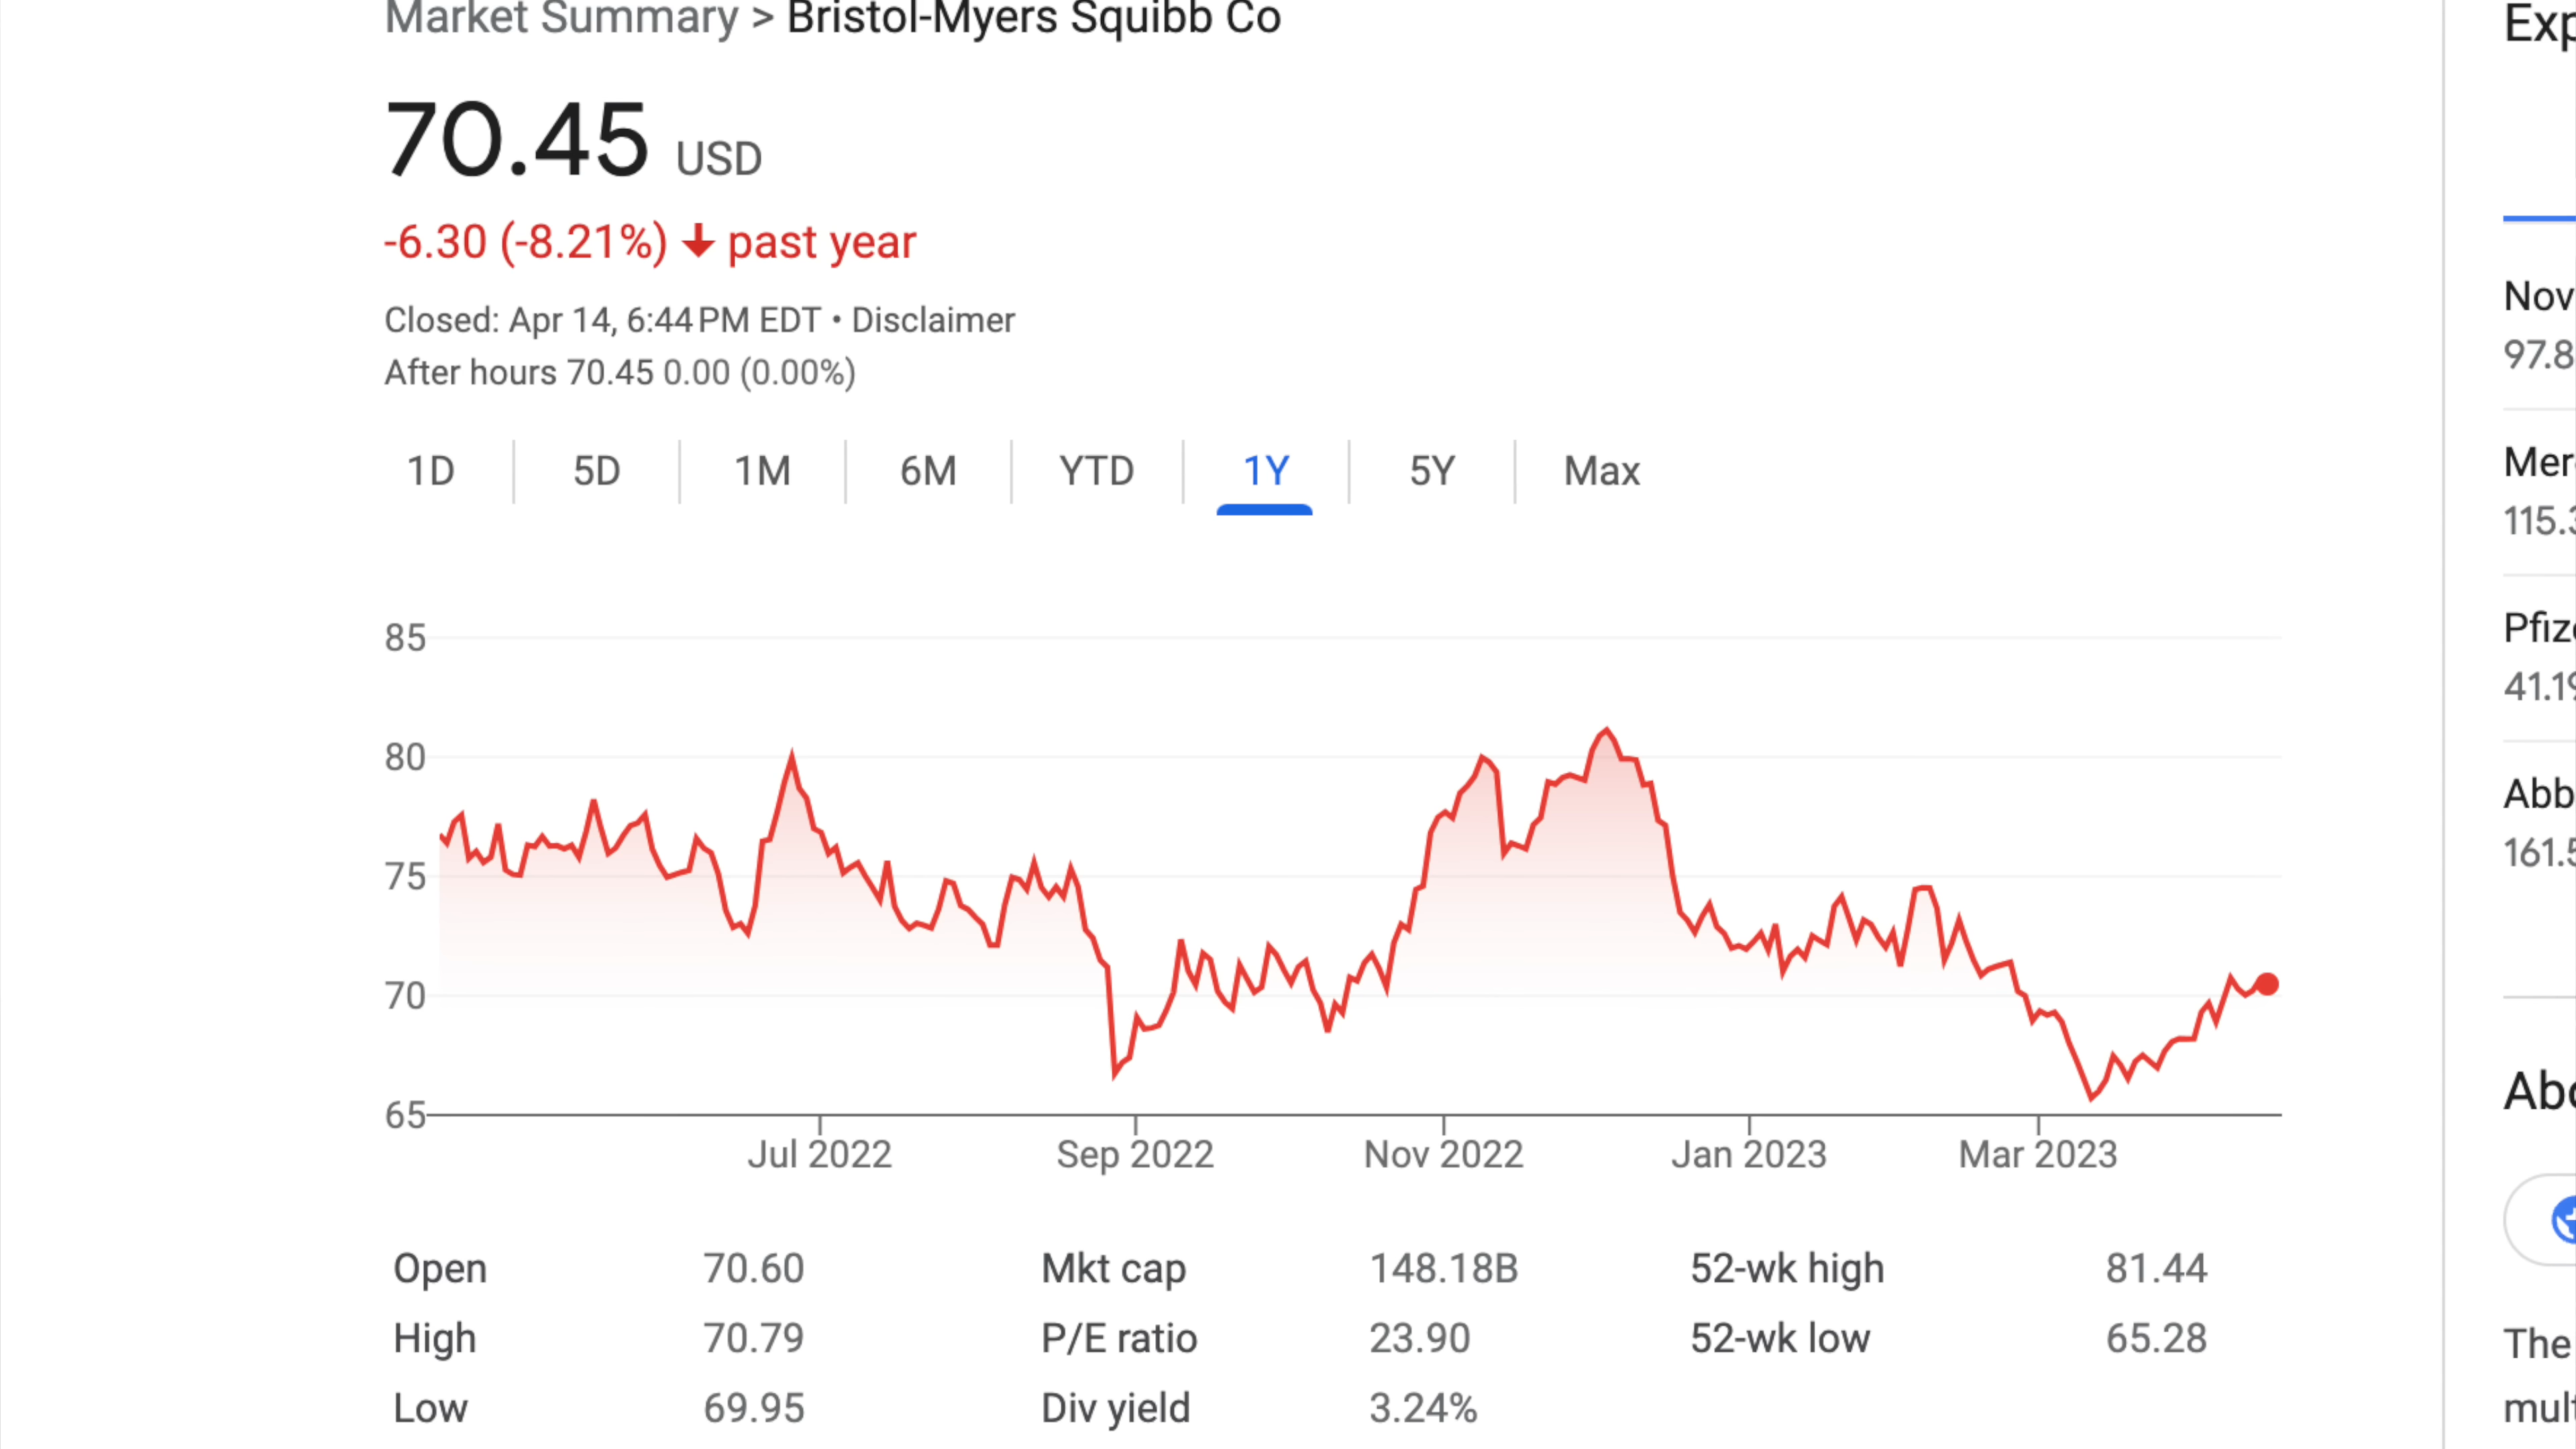 Market Summary > Bristol-Myers Squibb Co
70.45 USD
-6.30 (-8.21%) ↓ past year
Closed: Apr 14, 6:44 PM EDT • Disclaimer
After hours 70.45 0.00 (0.00%)
1D 5D 1M 6M YTD 1Y 5Y Max
85
80
75
70
65
Jul 2022 Sep 2022 Nov 2022 Jan 2023 Mar 2023
Open 70.60 Mkt cap 148.18B 52-wk high 81.44
High 70.79 P/E ratio 23.90 52-wk low 65.28
Low 69.95 Div yield 3.24%
The